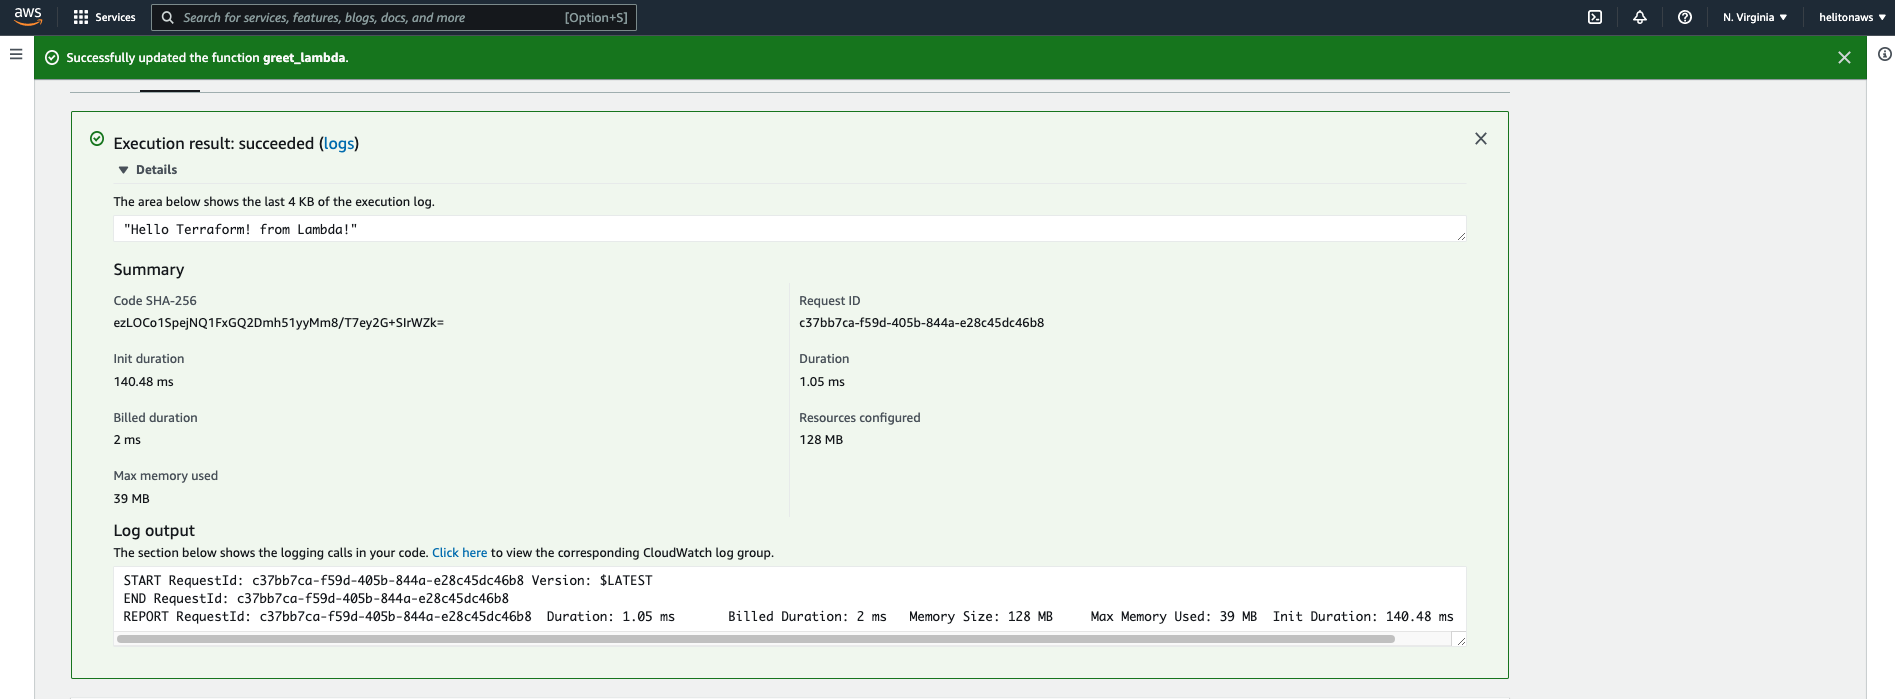 aws Services Search for services, features, blogs, docs, and more [Option+S] N. Virginia ▼ helitonaws ▼
Successfully updated the function greet_lambda.
Execution result: succeeded (logs)
▼ Details
The area below shows the last 4 KB of the execution log.
"Hello Terraform! from Lambda!"
Summary
Code SHA-256
ezLOCo1SpejNQ1FxGQ2Dmh51yyMm8/T7ey2G+SIrWZk=
Request ID
c37bb7ca-f59d-405b-844a-e28c45dc46b8
Init duration
140.48 ms
Duration
1.05 ms
Billed duration
2 ms
Resources configured
128 MB
Max memory used
39 MB
Log output
The section below shows the logging calls in your code. Click here to view the corresponding CloudWatch log group.
START RequestId: c37bb7ca-f59d-405b-844a-e28c45dc46b8 Version: $LATEST
END RequestId: c37bb7ca-f59d-405b-844a-e28c45dc46b8
REPORT RequestId: c37bb7ca-f59d-405b-844a-e28c45dc46b8 Duration: 1.05 ms Billed Duration: 2 ms Memory Size: 128 MB Max Memory Used: 39 MB Init Duration: 140.48 ms